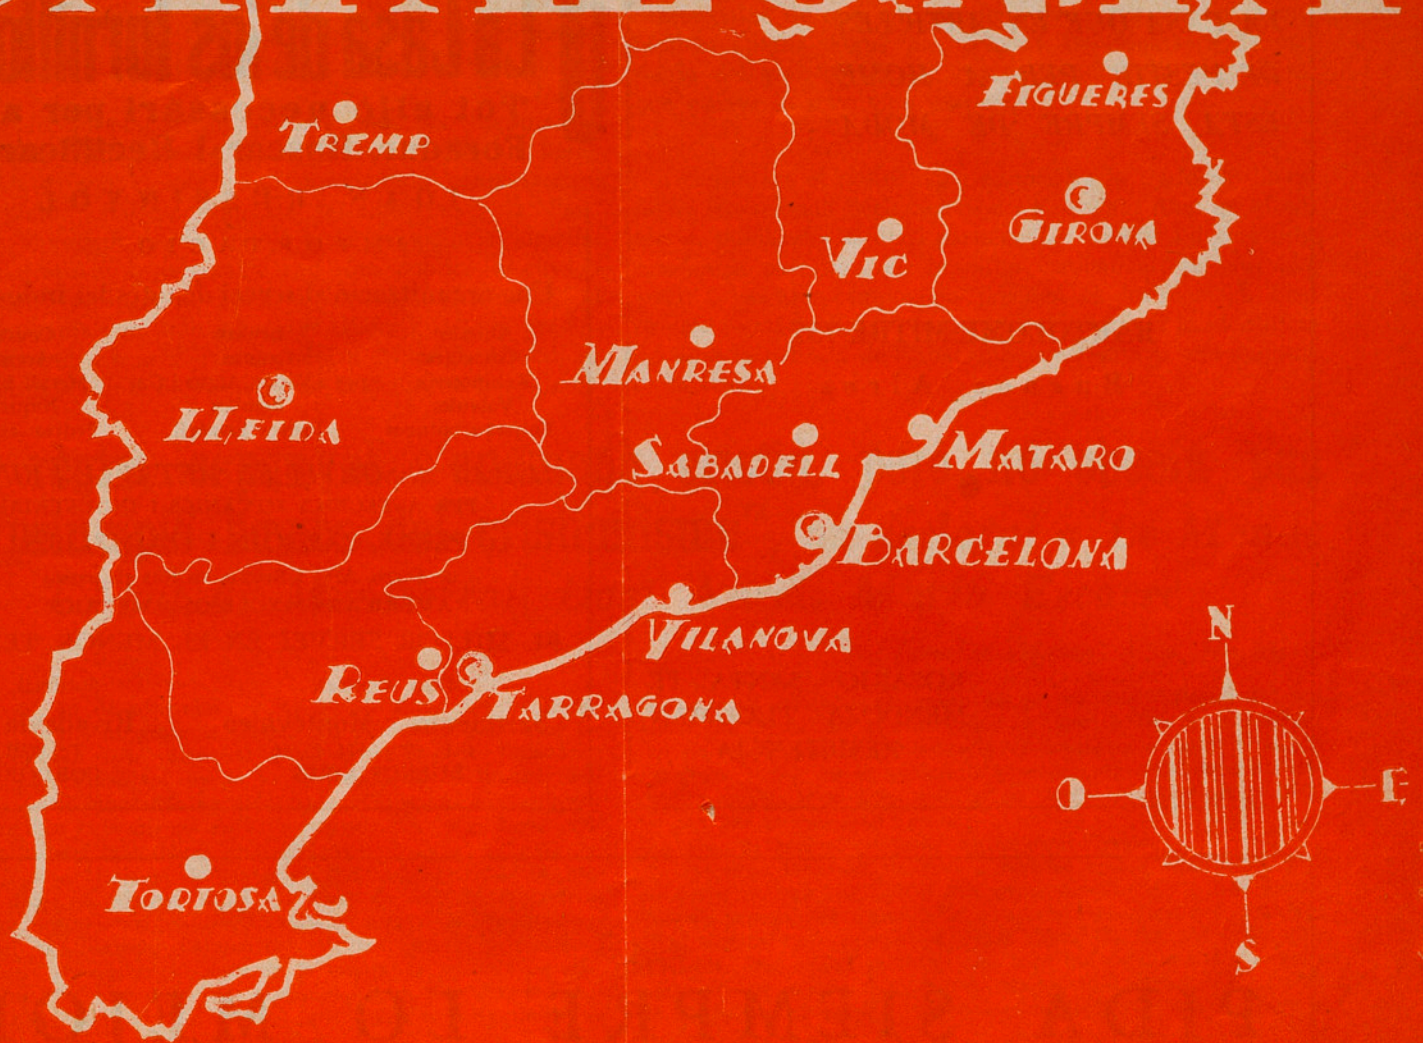 FIGUERES
TREMP
GIRONA
VIC
MANRESA
LLEIDA
SABADELL
MATARO
BARCELONA
N
VILANOVA
REUS
TARRAGONA
O
E
TORTOSA
S